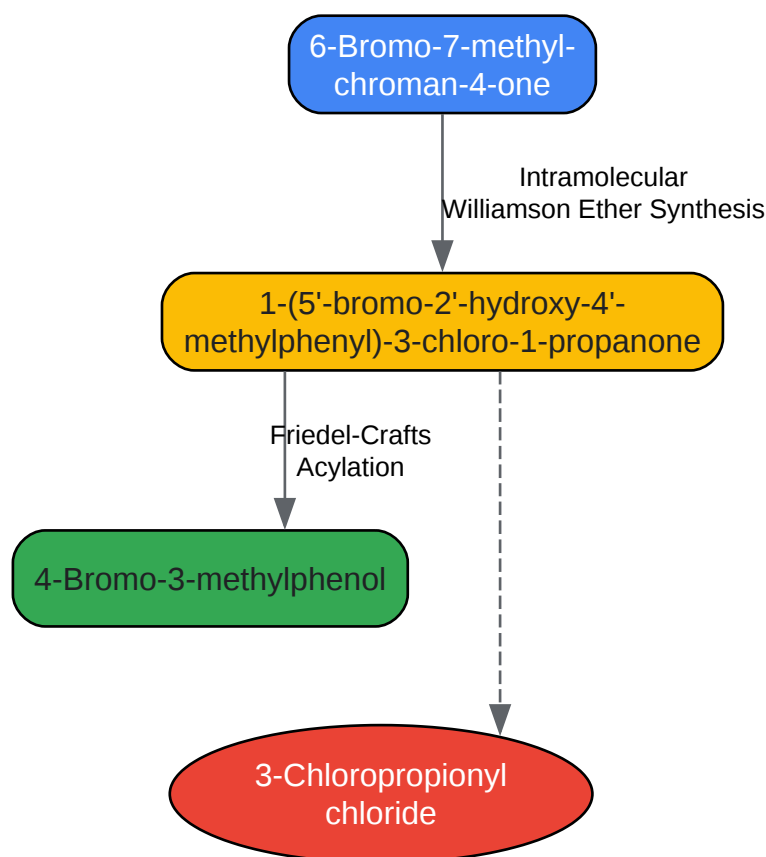 6-Bromo-7-methyl-
chroman-4-one
Intramolecular
Williamson Ether Synthesis
1-(5'-bromo-2'-hydroxy-4'-
methylphenyl)-3-chloro-1-propanone
Friedel-Crafts
Acylation
4-Bromo-3-methylphenol
3-Chloropropionyl
chloride